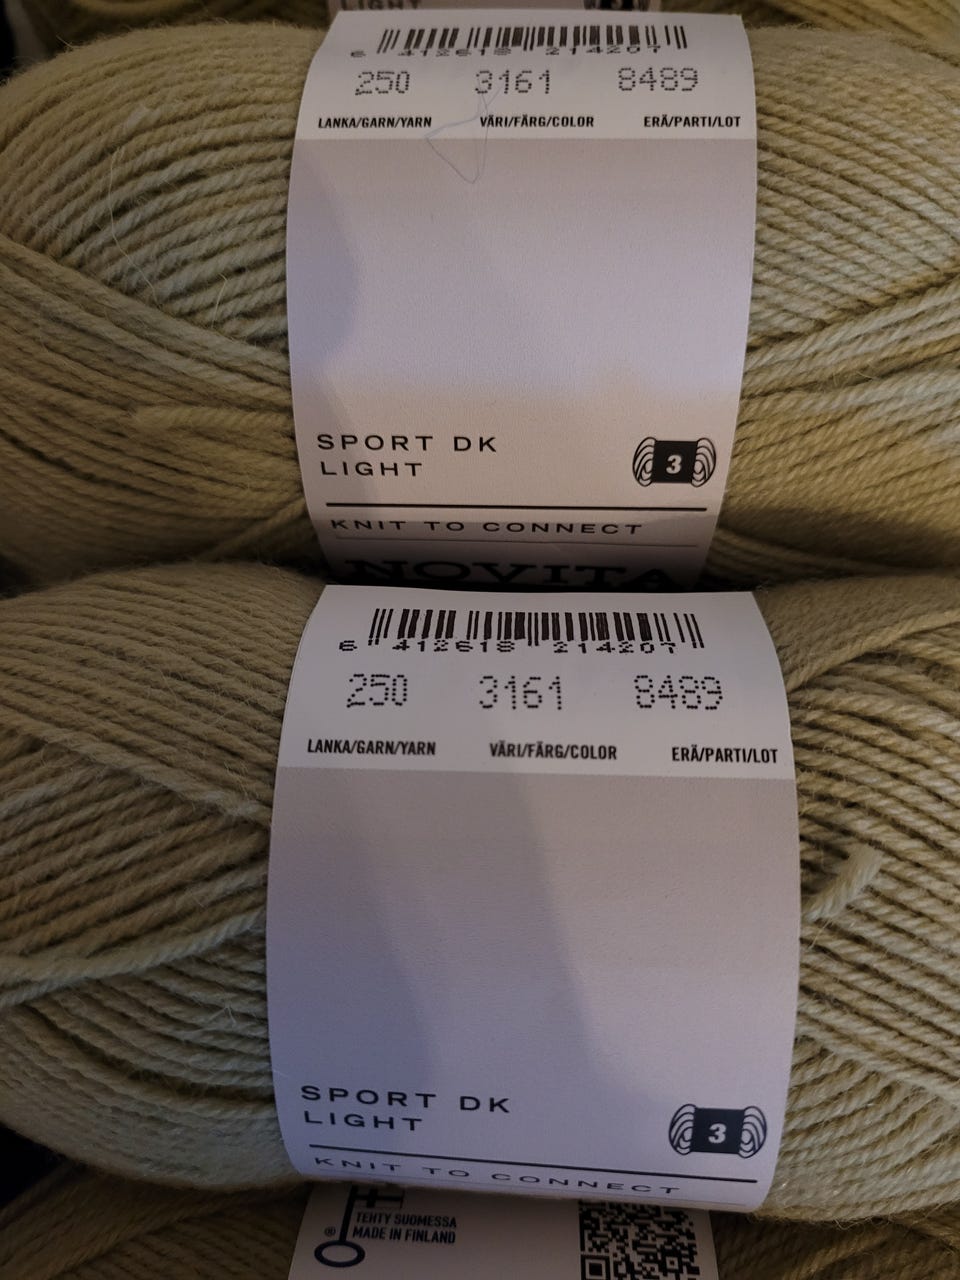 LIGHT
6 412618 214207
250 3161 8489
LANKA/GARN/YARN VÄRI/FÄRG/COLOR ERÄ/PARTI/LOT
SPORT DK
LIGHT
3
KNIT TO CONNECT
NOVITA
6 412618 214207
250 3161 8489
LANKA/GARN/YARN VÄRI/FÄRG/COLOR ERÄ/PARTI/LOT
SPORT DK
LIGHT
3
KNIT TO CONNECT
TEHTY SUOMESSA
® MADE IN FINLAND